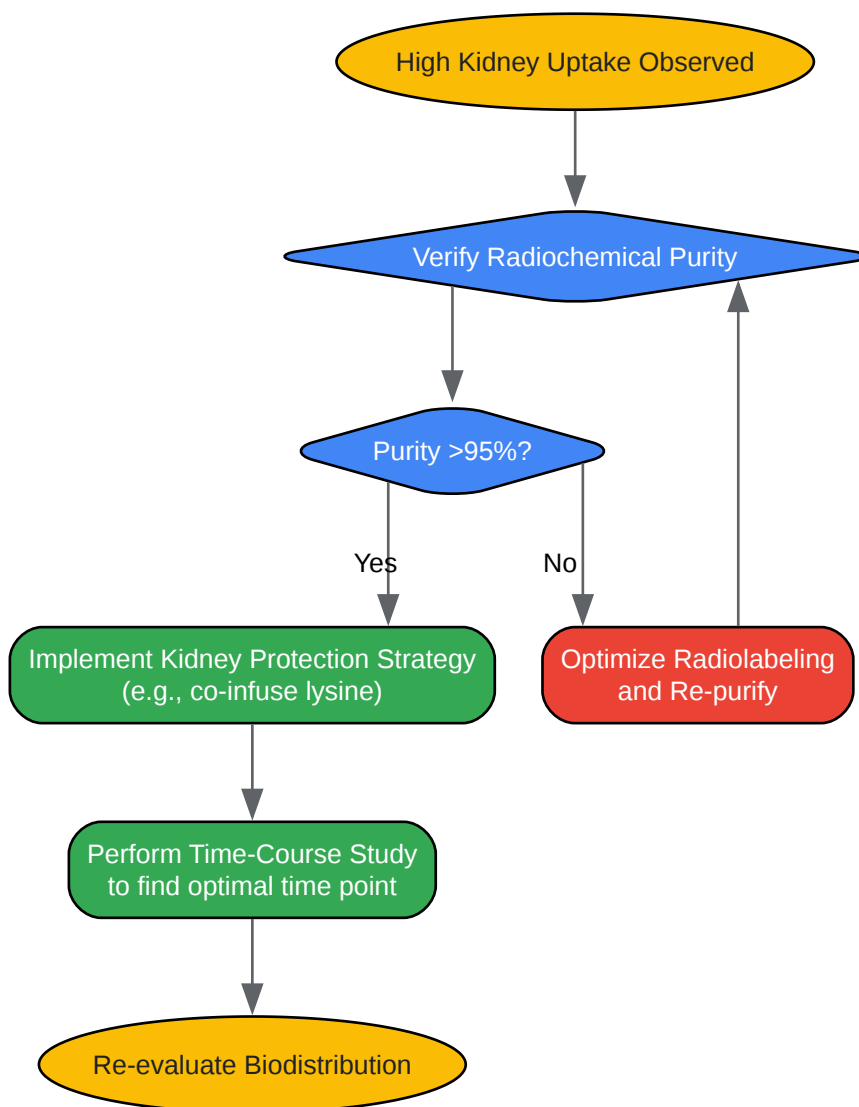 High Kidney Uptake Observed
Verify Radiochemical Purity
Purity >95%?
Yes
No
Implement Kidney Protection Strategy
(e.g., co-infuse lysine)
Optimize Radiolabeling
and Re-purify
Perform Time-Course Study
to find optimal time point
Re-evaluate Biodistribution